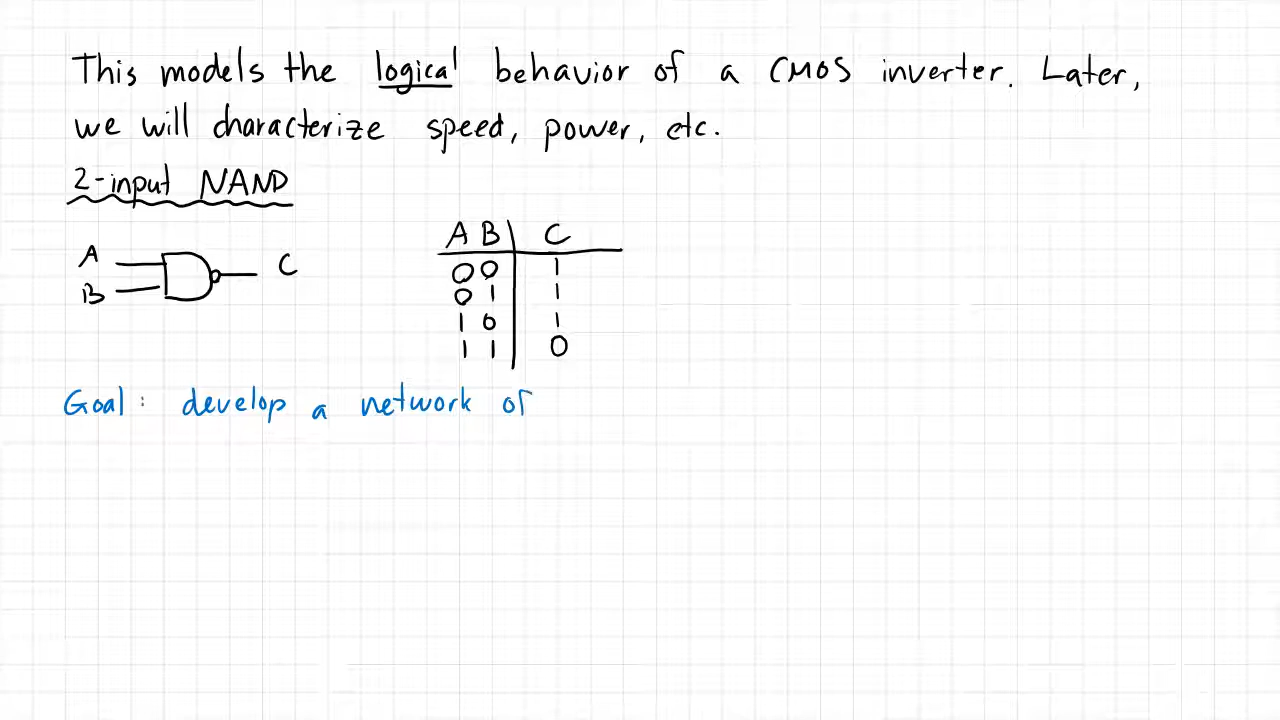 This models the logical behavior of a CMOS inverter. Later,
we will characterize speed, power, etc.
2-input NAND
A
B
C
A B C
0 0 1
0 1 1
1 0 1
1 1 0
Goal: develop a network of